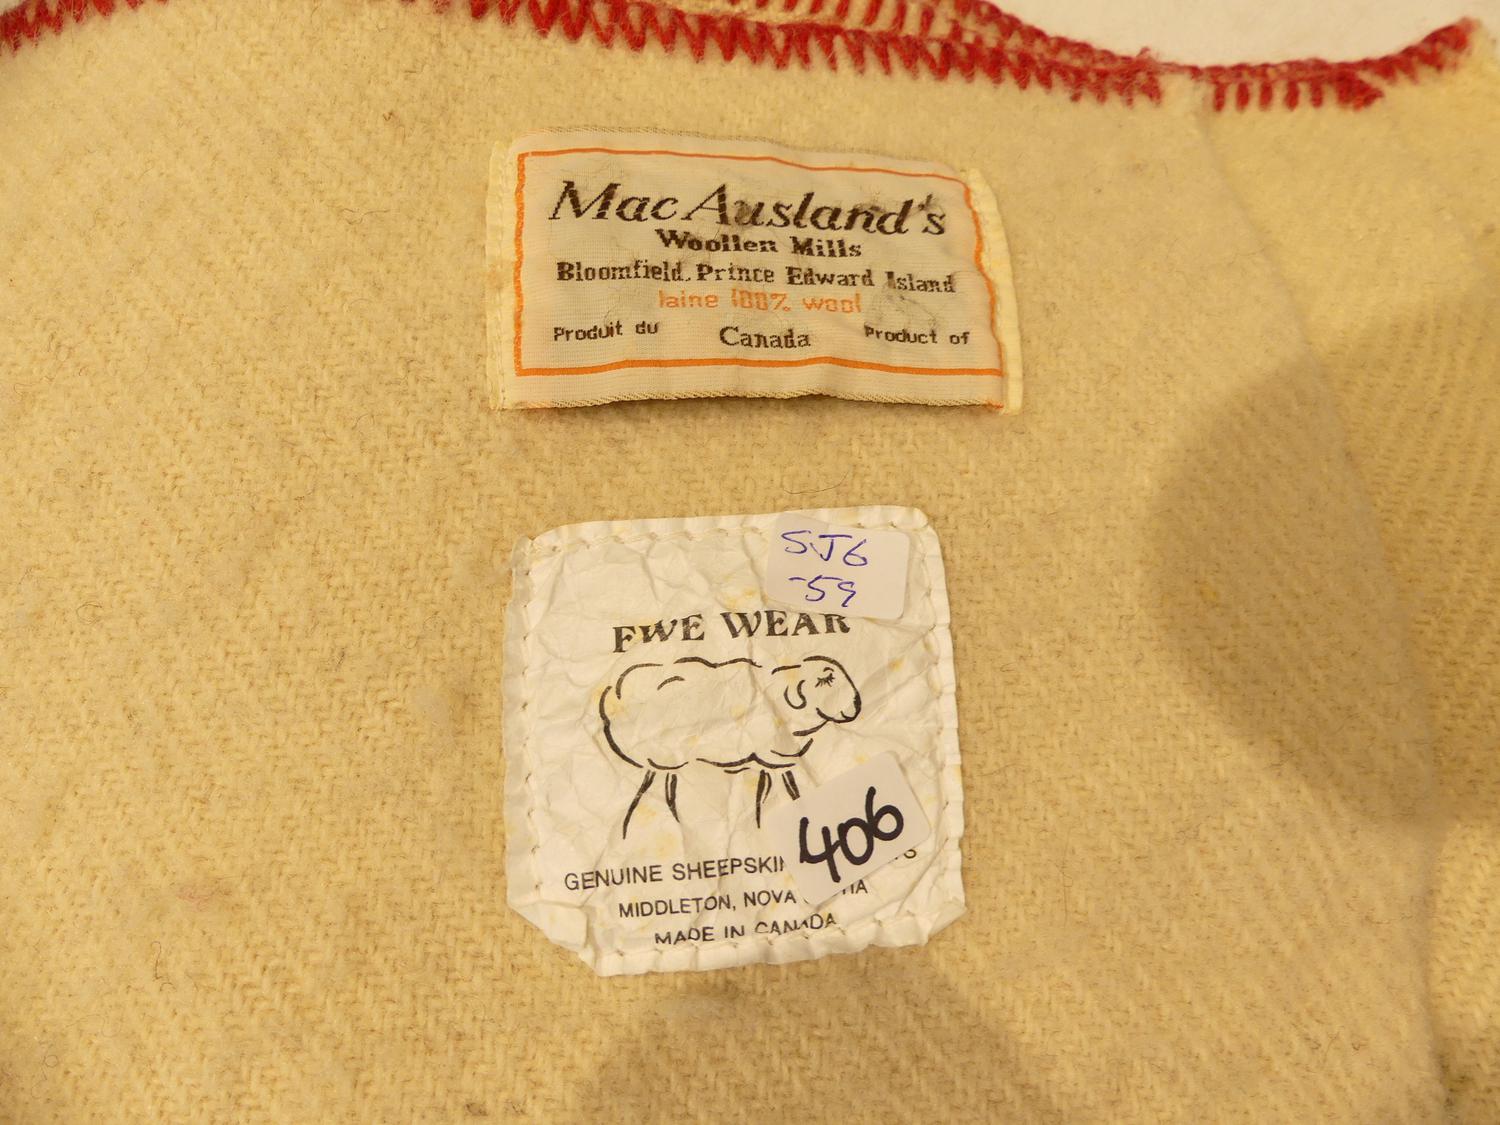 MacAusland's
Woollen Mills
Bloomfield, Prince Edward Island
laine 100% wool
Produit du Canada Product of
SJ6
-59
EWE WEAR
406
GENUINE SHEEPSKIN
MIDDLETON, NOVA
MADE IN CANADA